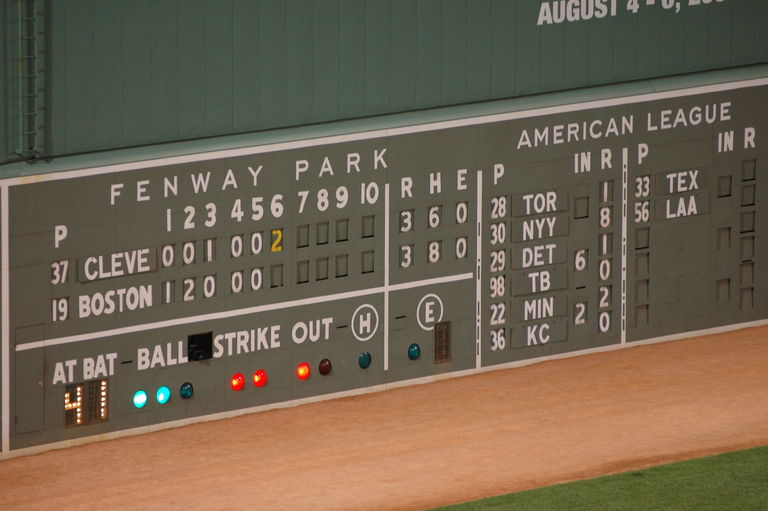 AUGUST 4 - 6,
FENWAY PARK
1 2 3 4 5 6 7 8 9 10 R H E
P
37 CLEVE 0 0 1 0 0 2 3 6 0
19 BOSTON 1 2 0 0 0 3 8 0
AT BAT - BALL STRIKE OUT - H - E
41
AMERICAN LEAGUE
P IN R P IN R
28 TOR 1 33 TEX
30 NYY 8 56 LAA
29 DET 6 1
98 TB 0
22 MIN 2 2
36 KC 0